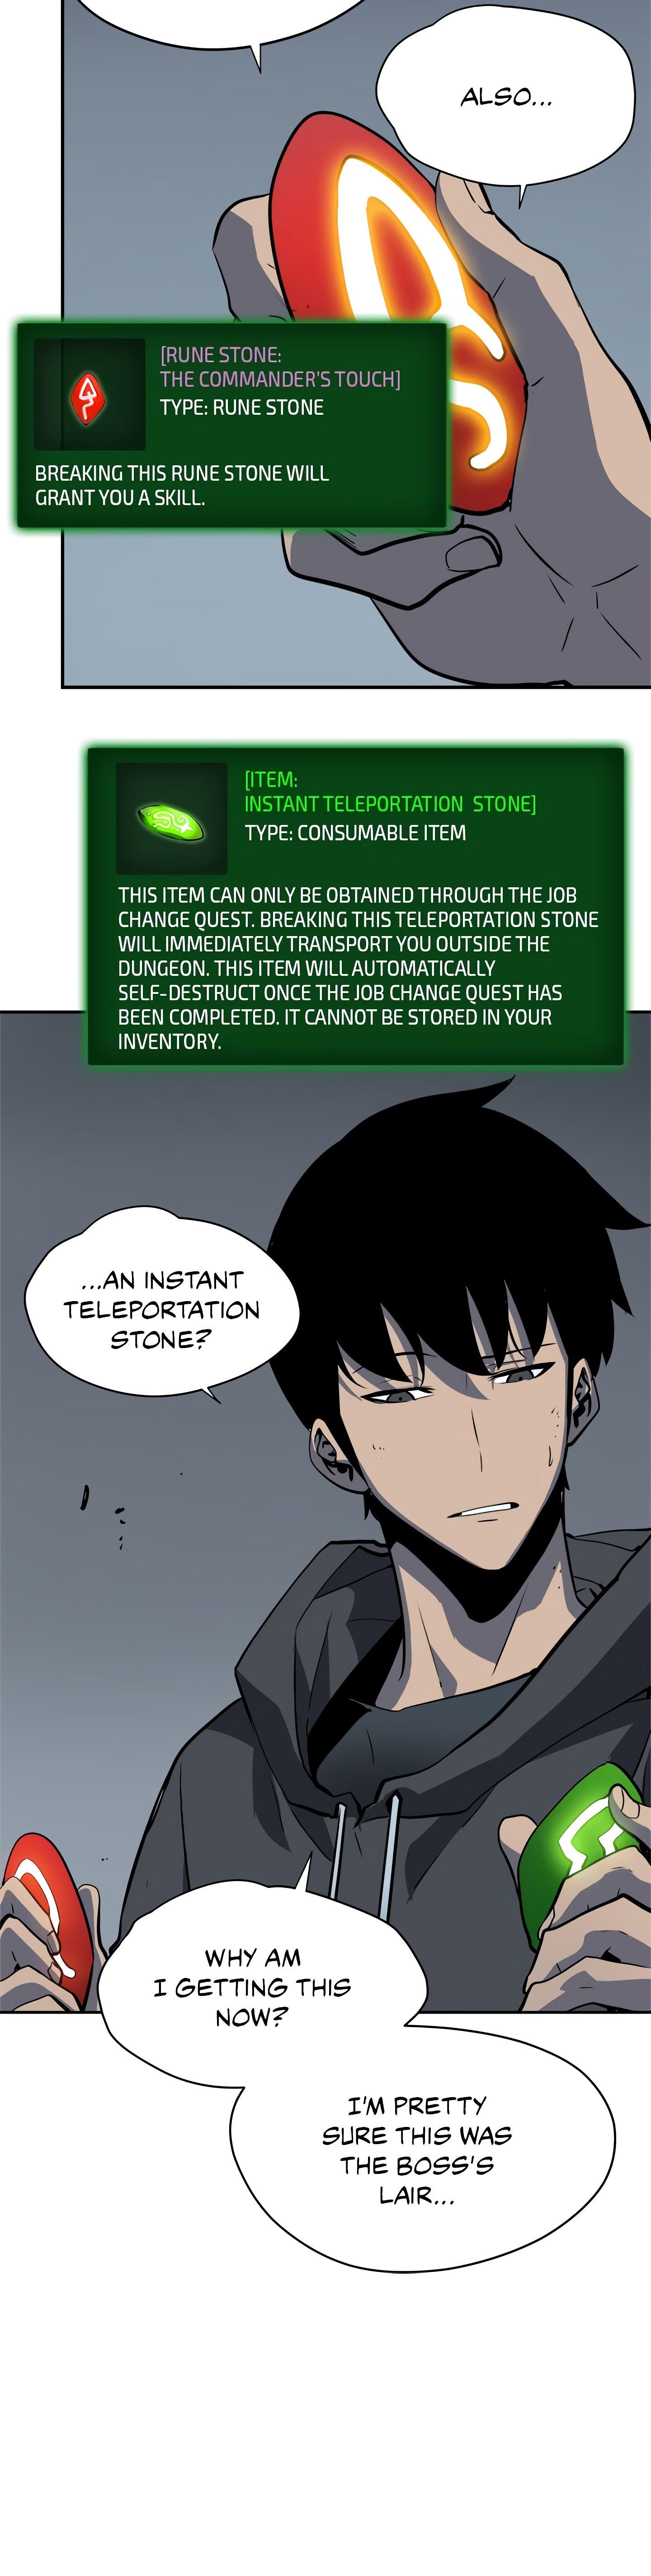 ALSO...
[RUNE STONE:
THE COMMANDER'S TOUCH]
TYPE: RUNE STONE
BREAKING THIS RUNE STONE WILL
GRANT YOU A SKILL.
[ITEM:
INSTANT TELEPORTATION STONE]
TYPE: CONSUMABLE ITEM
THIS ITEM CAN ONLY BE OBTAINED THROUGH THE JOB
CHANGE QUEST. BREAKING THIS TELEPORTATION STONE
WILL IMMEDIATELY TRANSPORT YOU OUTSIDE THE
DUNGEON. THIS ITEM WILL AUTOMATICALLY
SELF-DESTRUCT ONCE THE JOB CHANGE QUEST HAS
BEEN COMPLETED. IT CANNOT BE STORED IN YOUR
INVENTORY.
...AN INSTANT
TELEPORTATION
STONE?
WHY AM
I GETTING THIS
NOW?
I'M PRETTY
SURE THIS WAS
THE BOSS'S
LAIR...